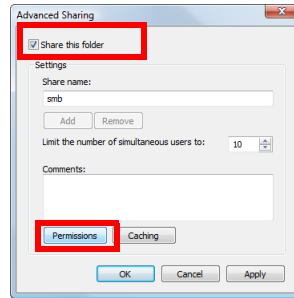 Advanced Sharing
Share this folder
Settings
Share name:
smb
Add Remove
Limit the number of simultaneous users to: 10
Comments:
Permissions Caching
OK Cancel Apply